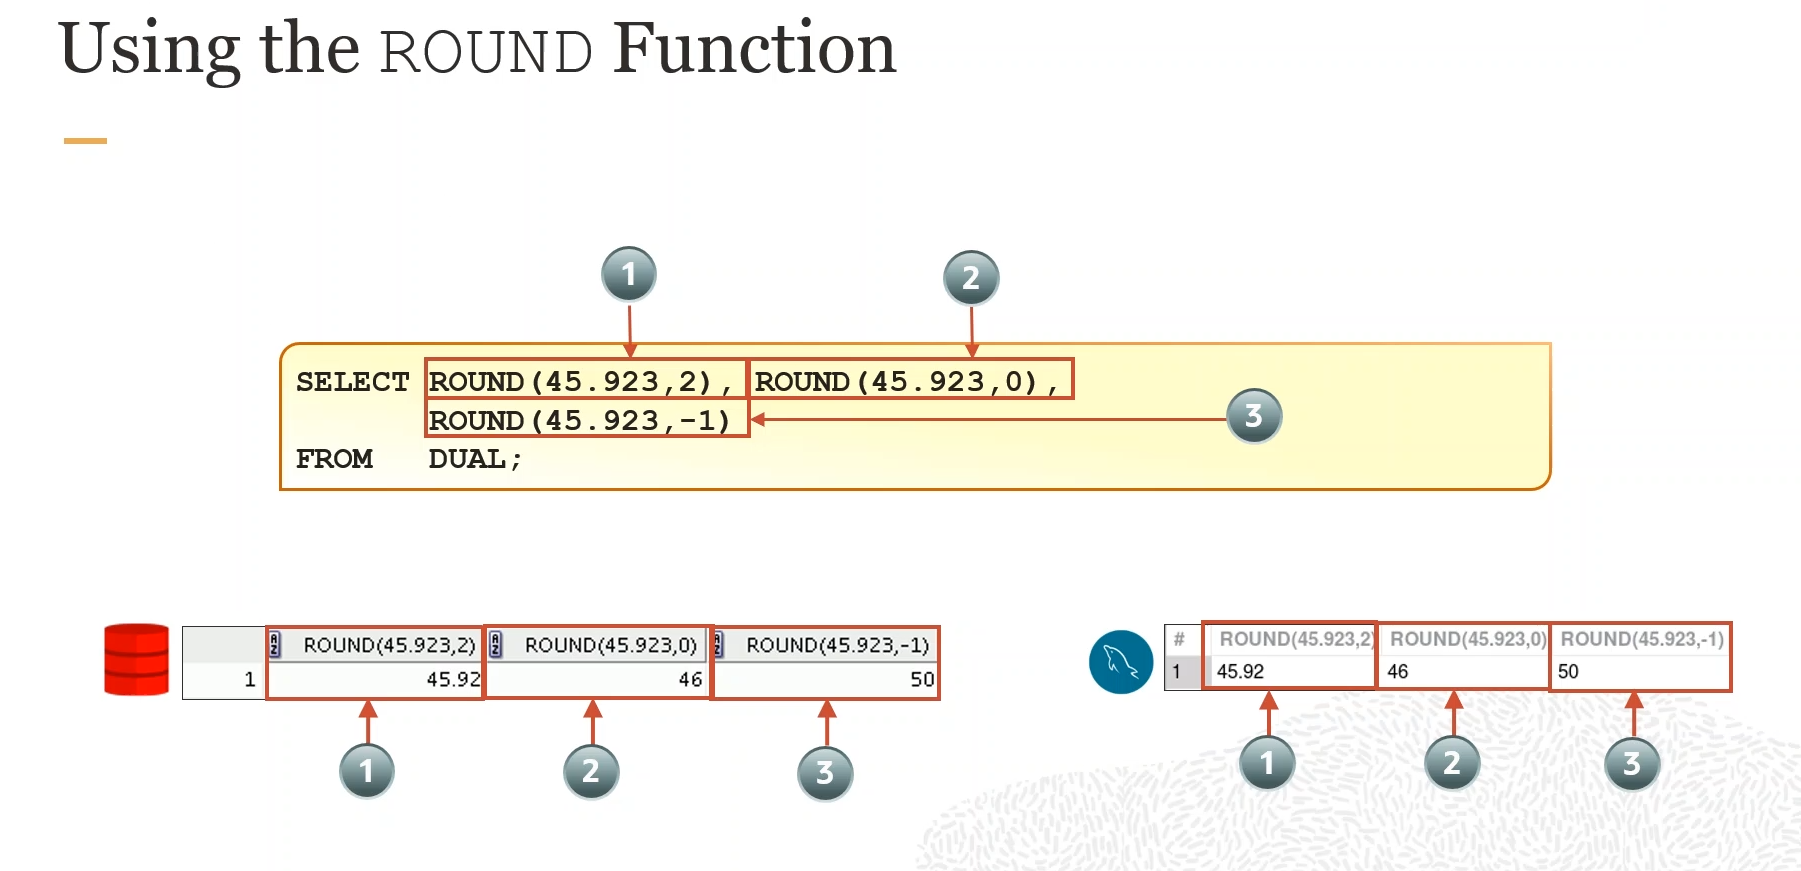 Using the ROUND Function
1
2
SELECT ROUND(45.923,2), ROUND(45.923,0),
ROUND(45.923,-1)
3
FROM DUAL;
ROUND(45.923,2) ROUND(45.923,0) ROUND(45.923,-1)
1 45.92 46 50
1 2 3
# ROUND(45.923,2) ROUND(45.923,0) ROUND(45.923,-1)
1 45.92 46 50
1 2 3